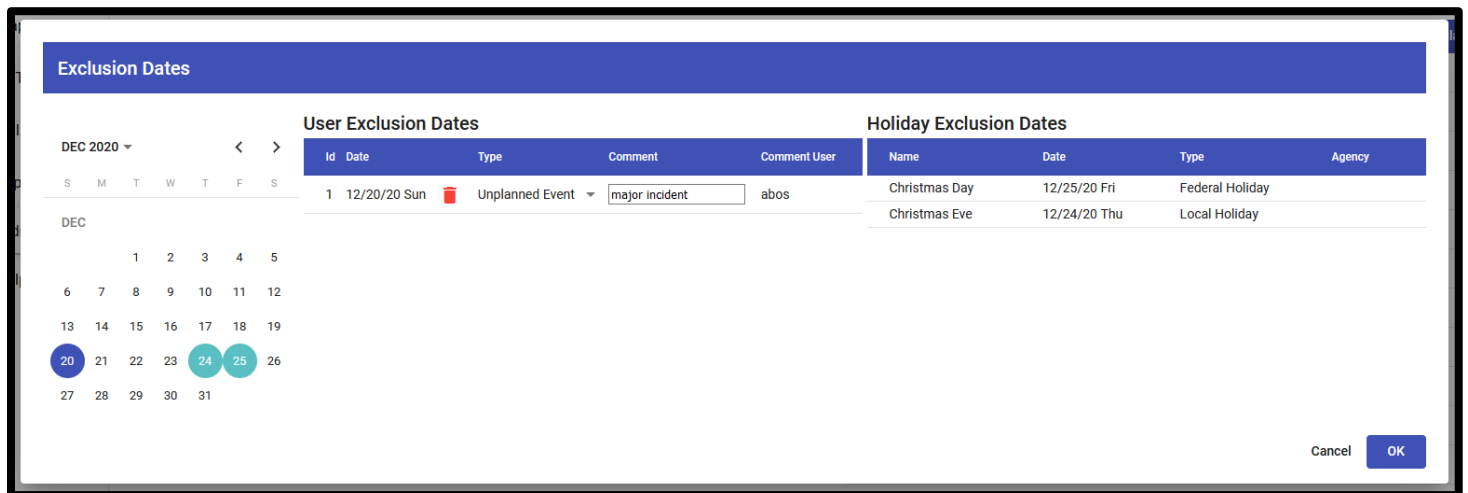 Exclusion Dates
User Exclusion Dates
Holiday Exclusion Dates
DEC 2020
Id Date Type Comment Comment User
Name Date Type Agency
S M T W T F S
1 12/20/20 Sun Unplanned Event major incident abos
Christmas Day 12/25/20 Fri Federal Holiday
Christmas Eve 12/24/20 Thu Local Holiday
DEC
1 2 3 4 5
6 7 8 9 10 11 12
13 14 15 16 17 18 19
20 21 22 23 24 25 26
27 28 29 30 31
Cancel OK